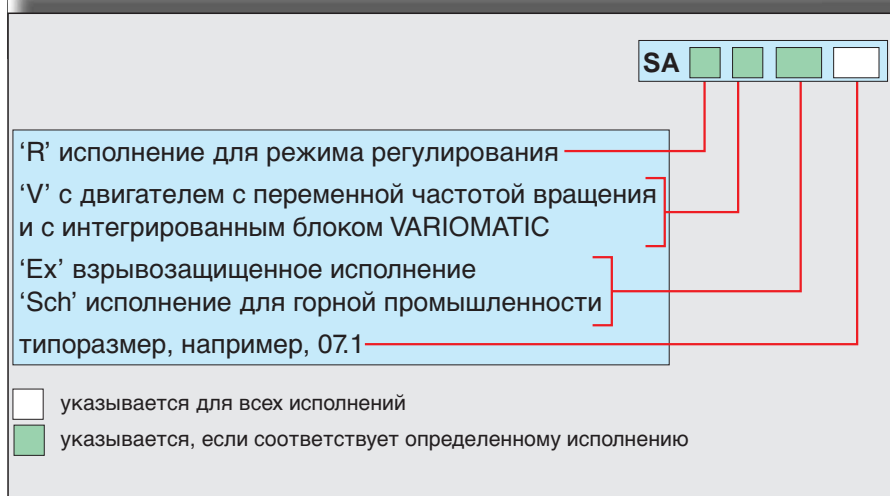 SA
‘R’ исполнение для режима регулирования
‘V’ с двигателем с переменной частотой вращения
и с интегрированным блоком VARIOMATIC
‘Ex’ взрывозащищенное исполнение
‘Sch’ исполнение для горной промышленности
типоразмер, например, 07.1
указывается для всех исполнений
указывается, если соответствует определенному исполнению